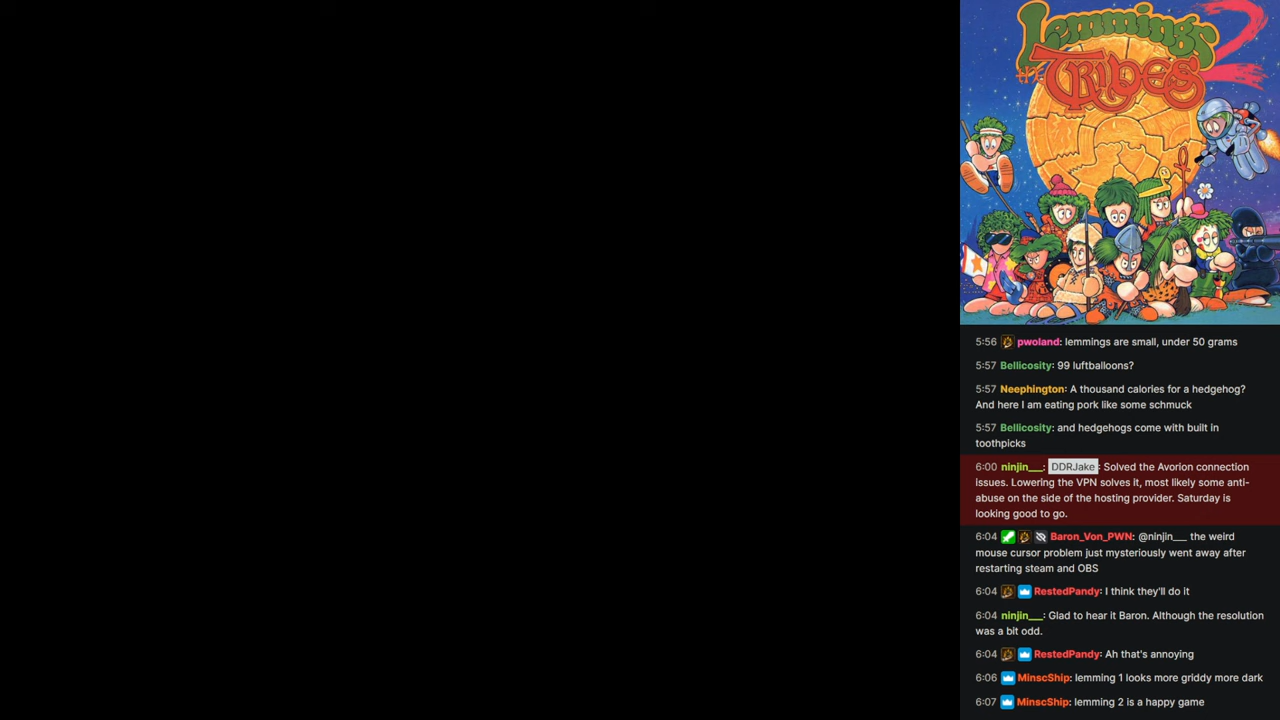 Lemmings 2
THE TRIBES
5:56 pwoland: lemmings are small, under 50 grams
5:57 Bellicosity: 99 luftballoons?
5:57 Neephington: A thousand calories for a hedgehog?
And here I am eating pork like some schmuck
5:57 Bellicosity: and hedgehogs come with built in
toothpicks
6:00 ninjin___: DDRJake : Solved the Avorion connection
issues. Lowering the VPN solves it, most likely some anti-
abuse on the side of the hosting provider. Saturday is
looking good to go.
6:04 Baron_Von_PWN: @ninjin___ the weird
mouse cursor problem just mysteriously went away after
restarting steam and OBS
6:04 RestedPandy: I think they'll do it
6:04 ninjin___: Glad to hear it Baron. Although the resolution
was a bit odd.
6:04 RestedPandy: Ah that's annoying
6:06 MinscShip: lemming 1 looks more griddy more dark
6:07 MinscShip: lemming 2 is a happy game